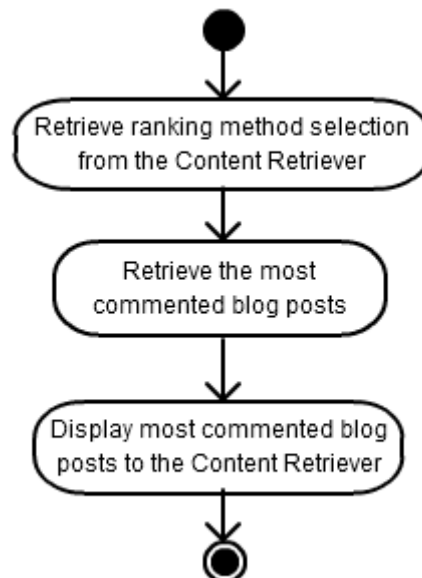 Retrieve ranking method selection
from the Content Retriever
Retrieve the most
commented blog posts
Display most commented blog
posts to the Content Retriever